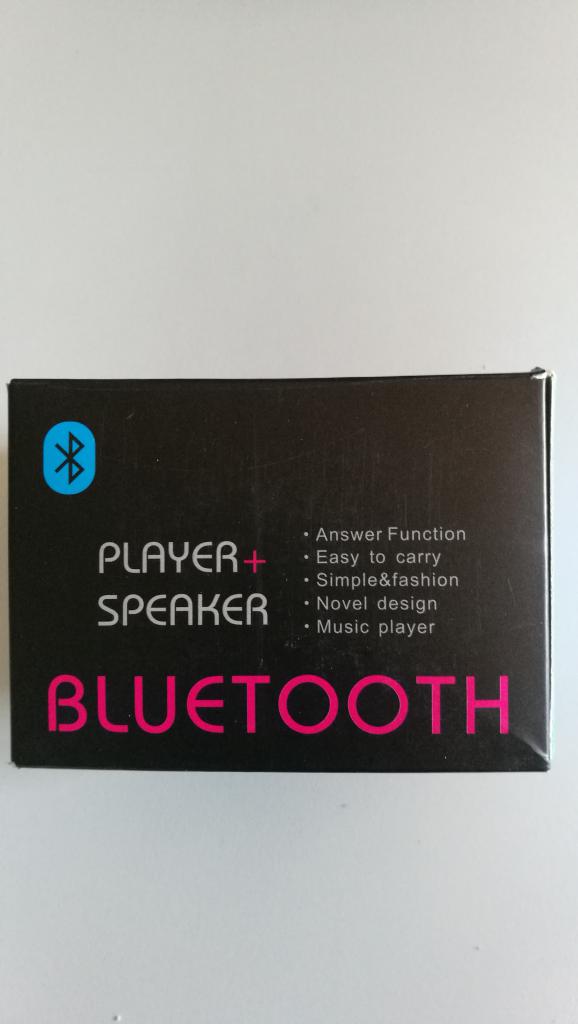 PLAYER+
SPEAKER
• Answer Function
• Easy to carry
• Simple&fashion
• Novel design
• Music player
BLUETOOTH